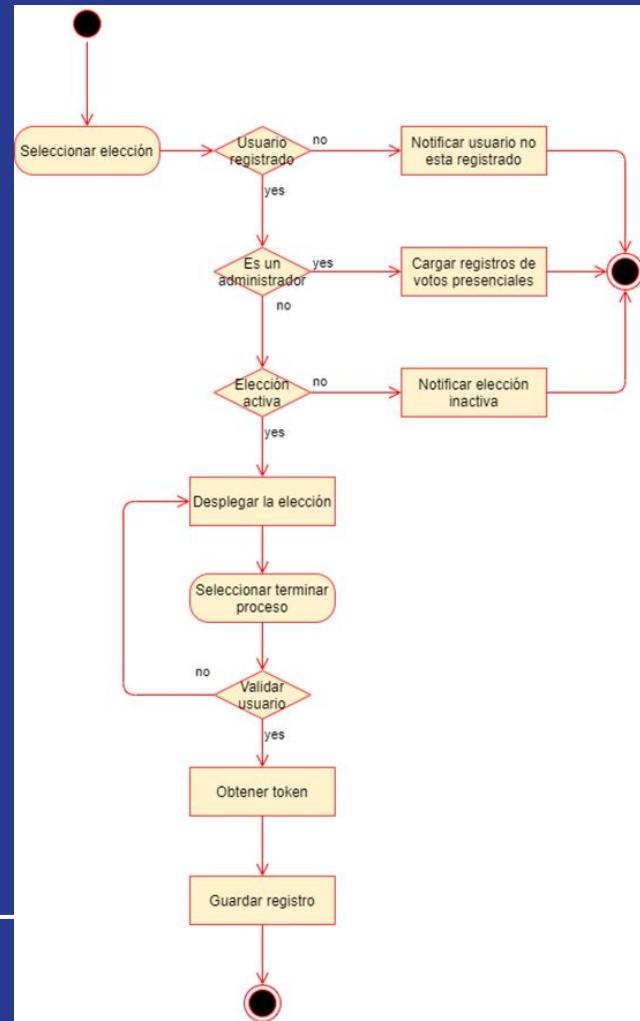 Seleccionar elección
Usuario
registrado
no
Notificar usuario no
esta registrado
yes
Es un
administrador
yes
Cargar registros de
votos presenciales
no
Elección
activa
no
Notificar elección
inactiva
yes
Desplegar la elección
Seleccionar terminar
proceso
no
Validar
usuario
yes
Obtener token
Guardar registro